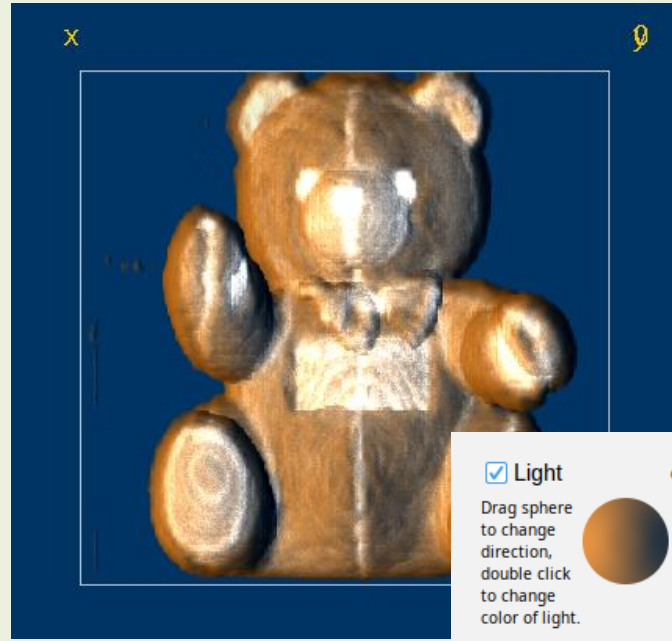 x
y
Light
Drag sphere
to change
direction,
double click
to change
color of light.